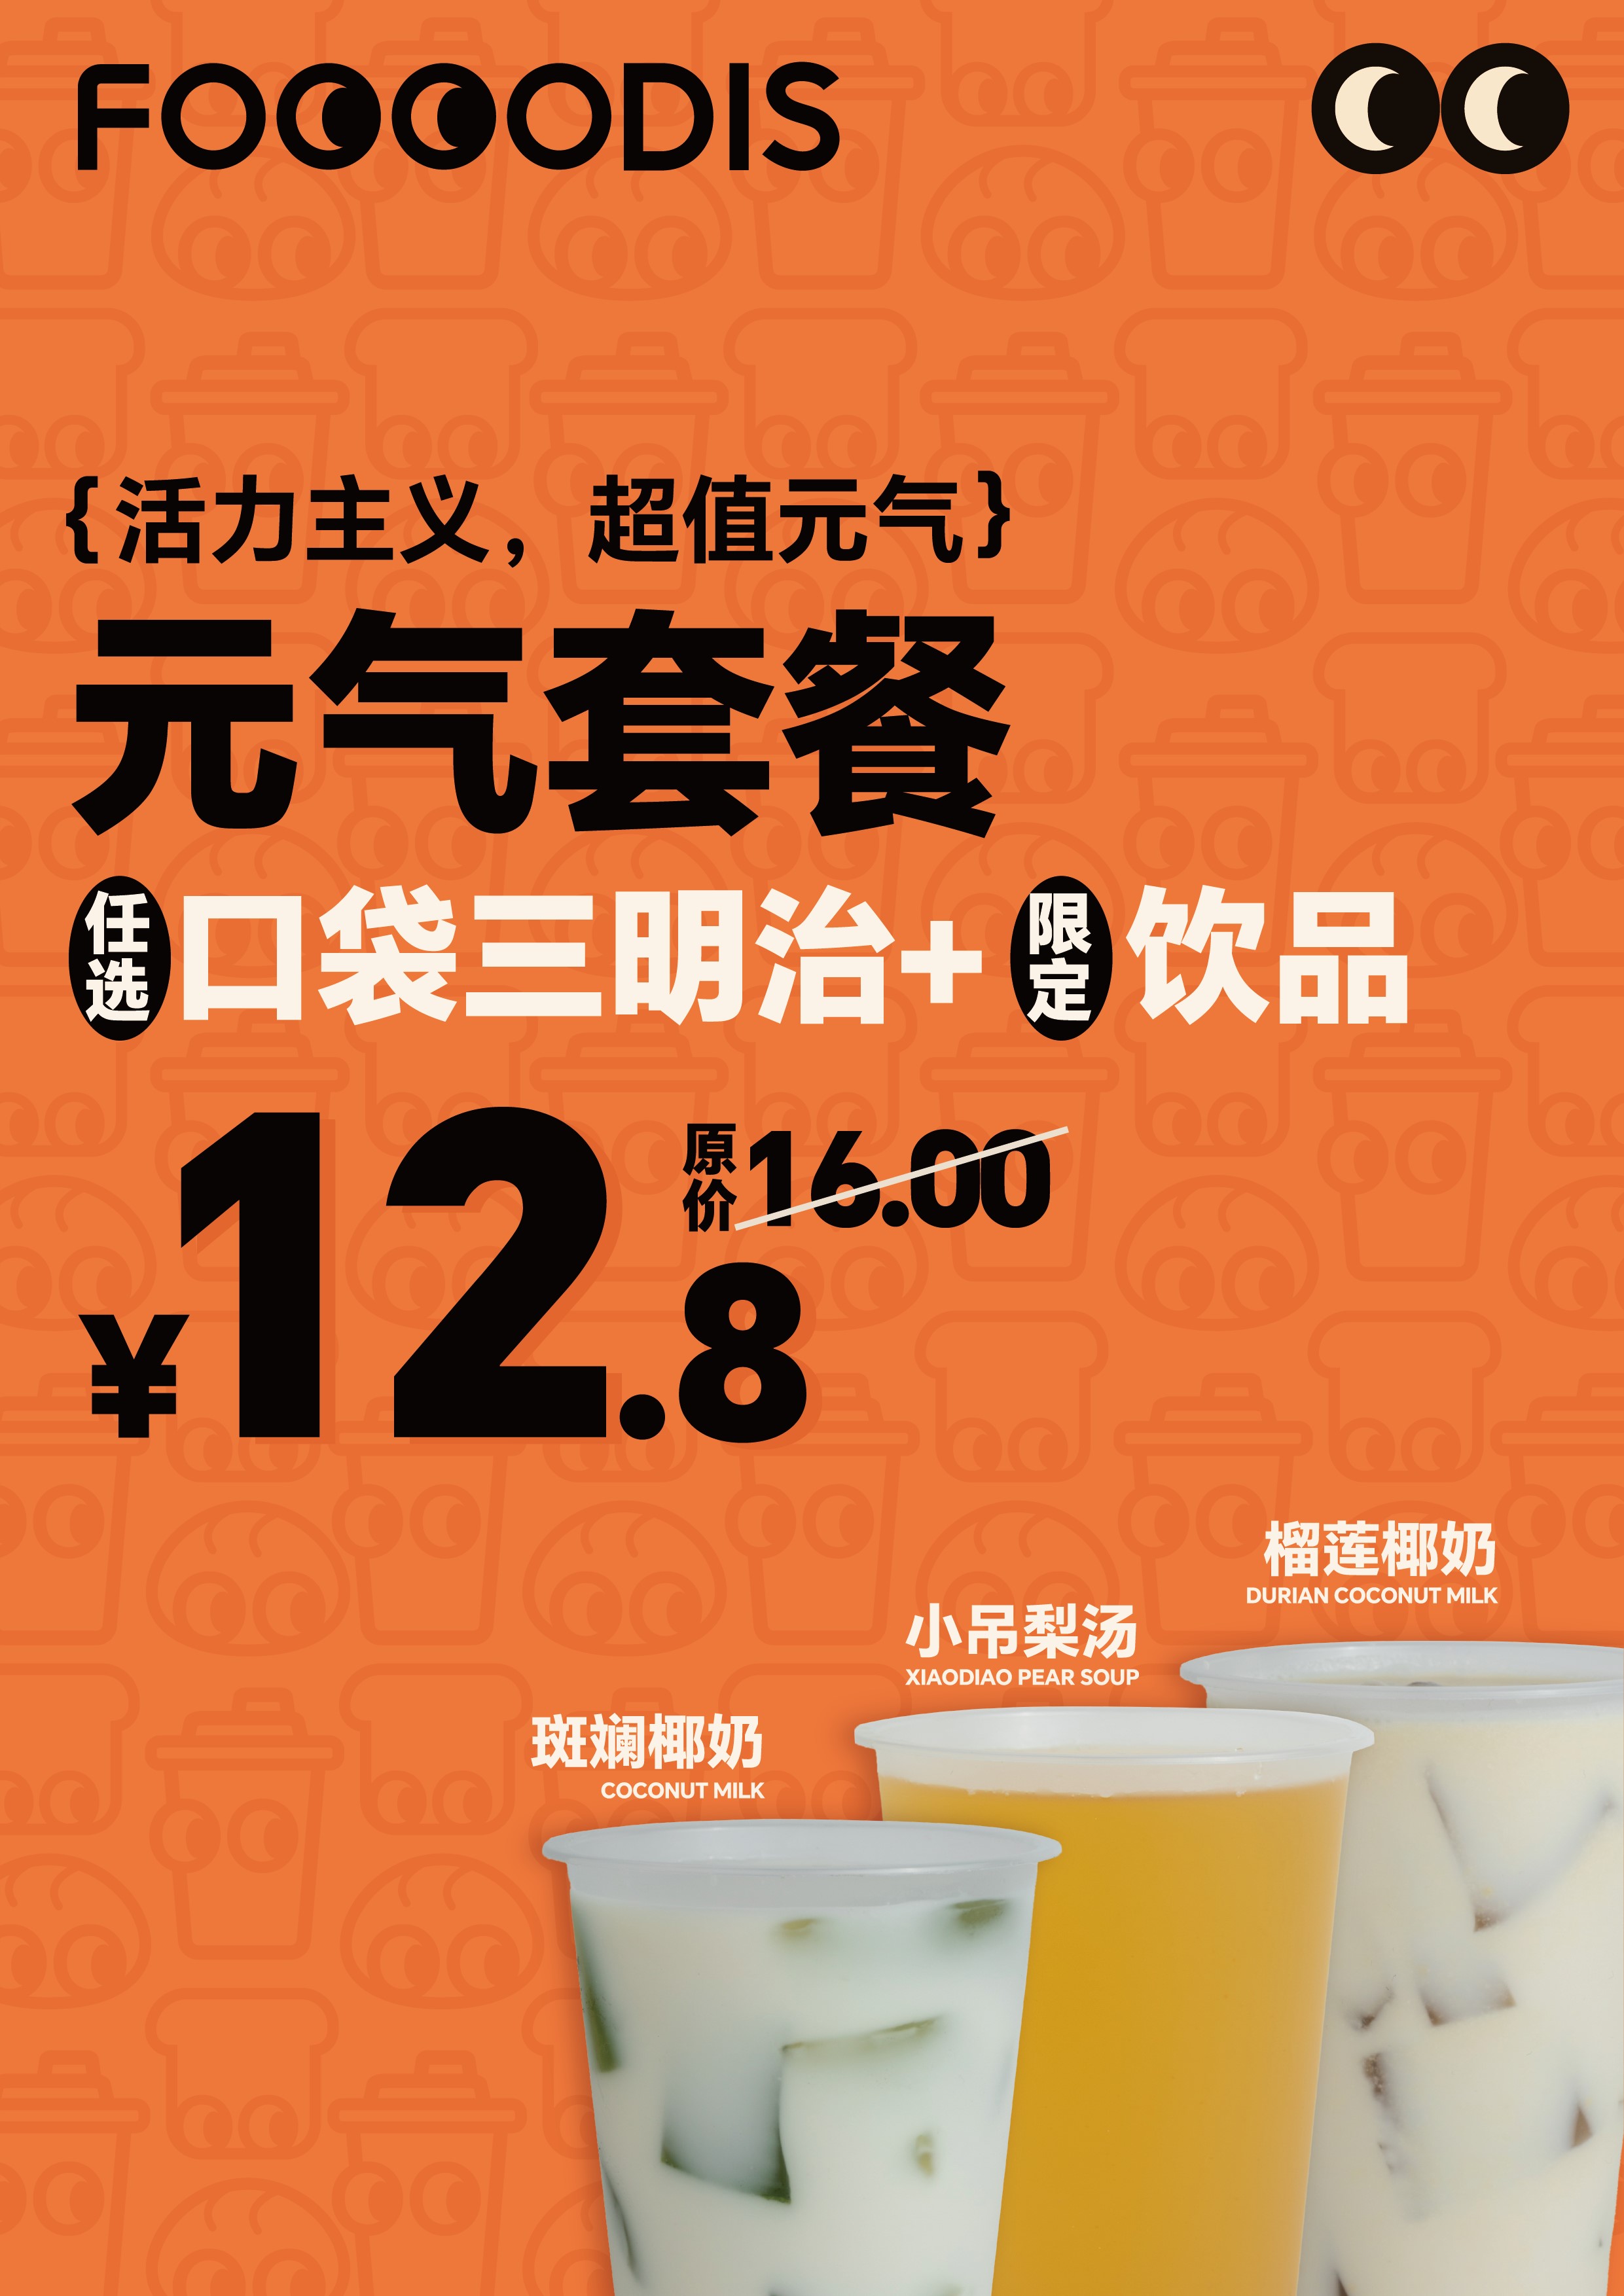 FOOOODIS
{活力主义，超值元气}
元气套餐
任选口袋三明治+限定饮品
原价16.00
¥12.8
榴莲椰奶
DURIAN COCONUT MILK
小吊梨汤
XIAODIAO PEAR SOUP
斑斓椰奶
COCONUT MILK